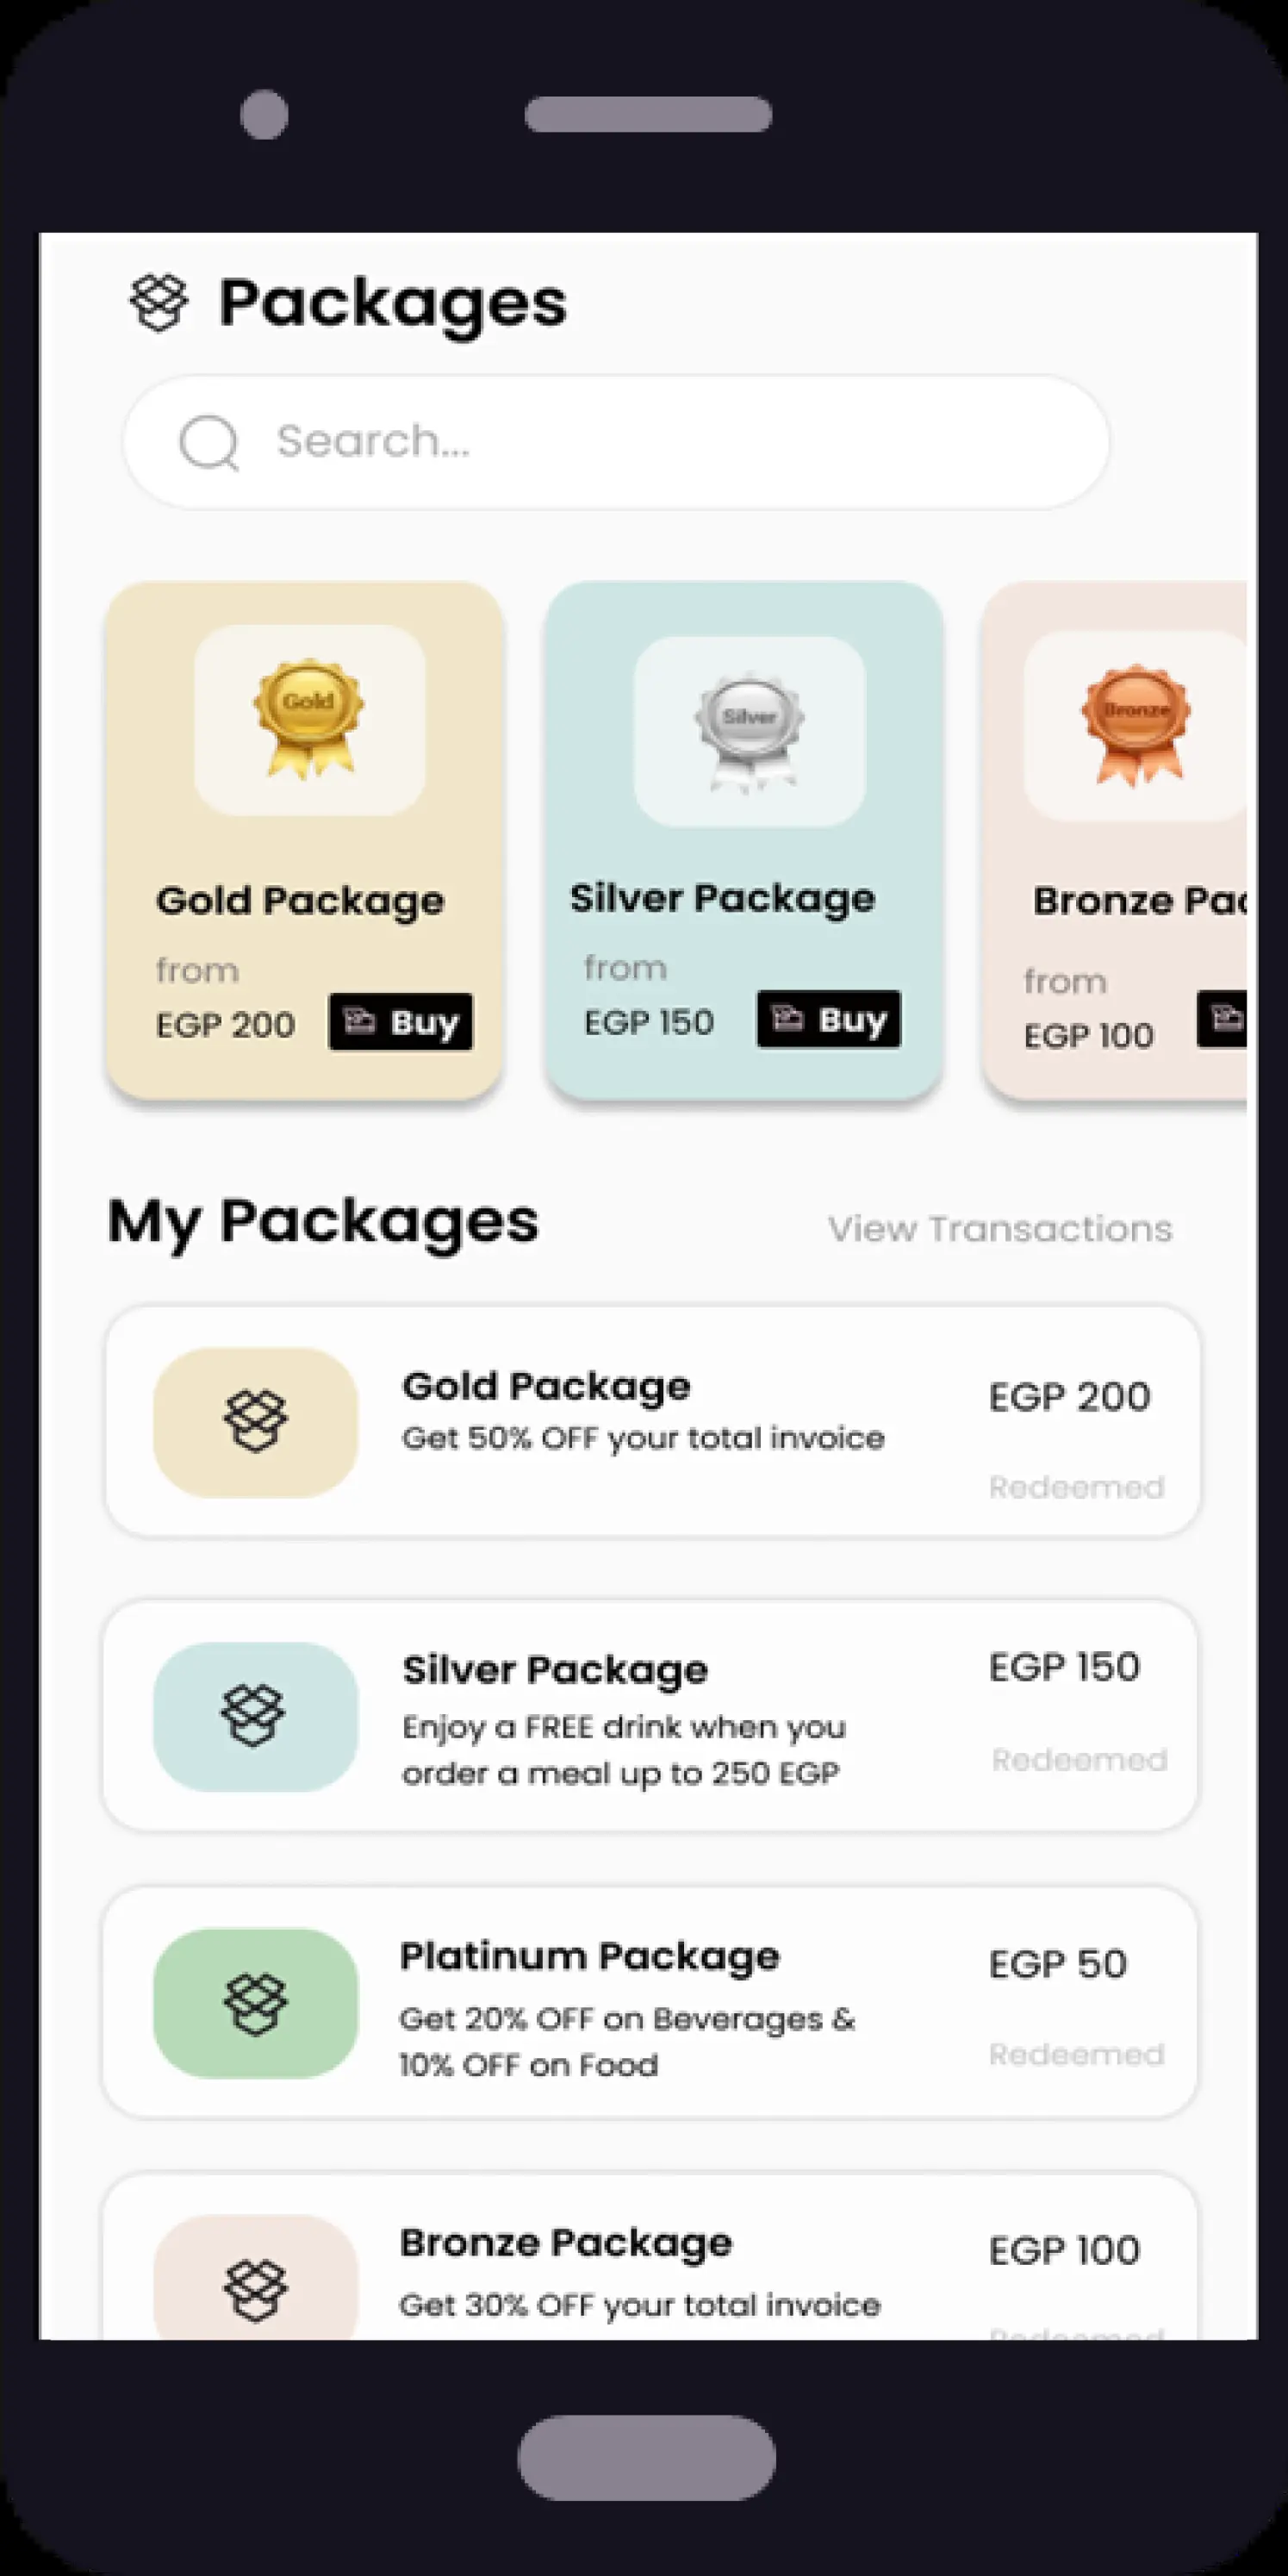 Packages
Search...
Gold
Silver
Bronze
Gold Package
Silver Package
Bronze Pac
from
from
from
EGP 200
Buy
EGP 150
Buy
EGP 100
My Packages
View Transactions
Gold Package
EGP 200
Get 50% OFF your total invoice
Redeemed
Silver Package
EGP 150
Enjoy a FREE drink when you
order a meal up to 250 EGP
Redeemed
Platinum Package
EGP 50
Get 20% OFF on Beverages &
10% OFF on Food
Redeemed
Bronze Package
EGP 100
Get 30% OFF your total invoice
Redeemed